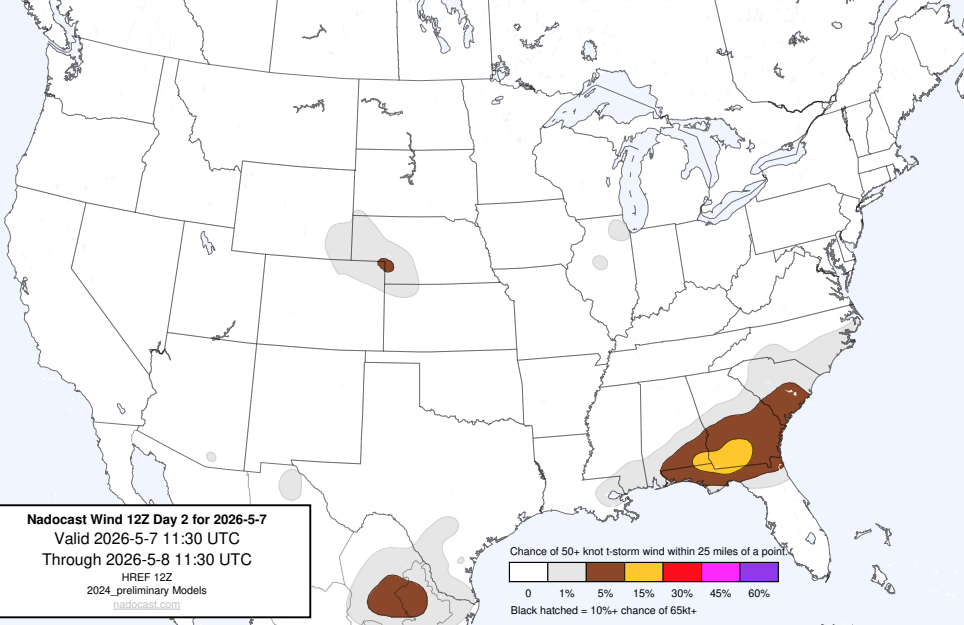 Nadocast Wind 12Z Day 2 for 2026-5-7
Valid 2026-5-7 11:30 UTC
Through 2026-5-8 11:30 UTC
HREF 12Z
2024_preliminary Models
nadocast.com
Chance of 50+ knot t-storm wind within 25 miles of a point.
0 1% 5% 15% 30% 45% 60%
Black hatched = 10%+ chance of 65kt+